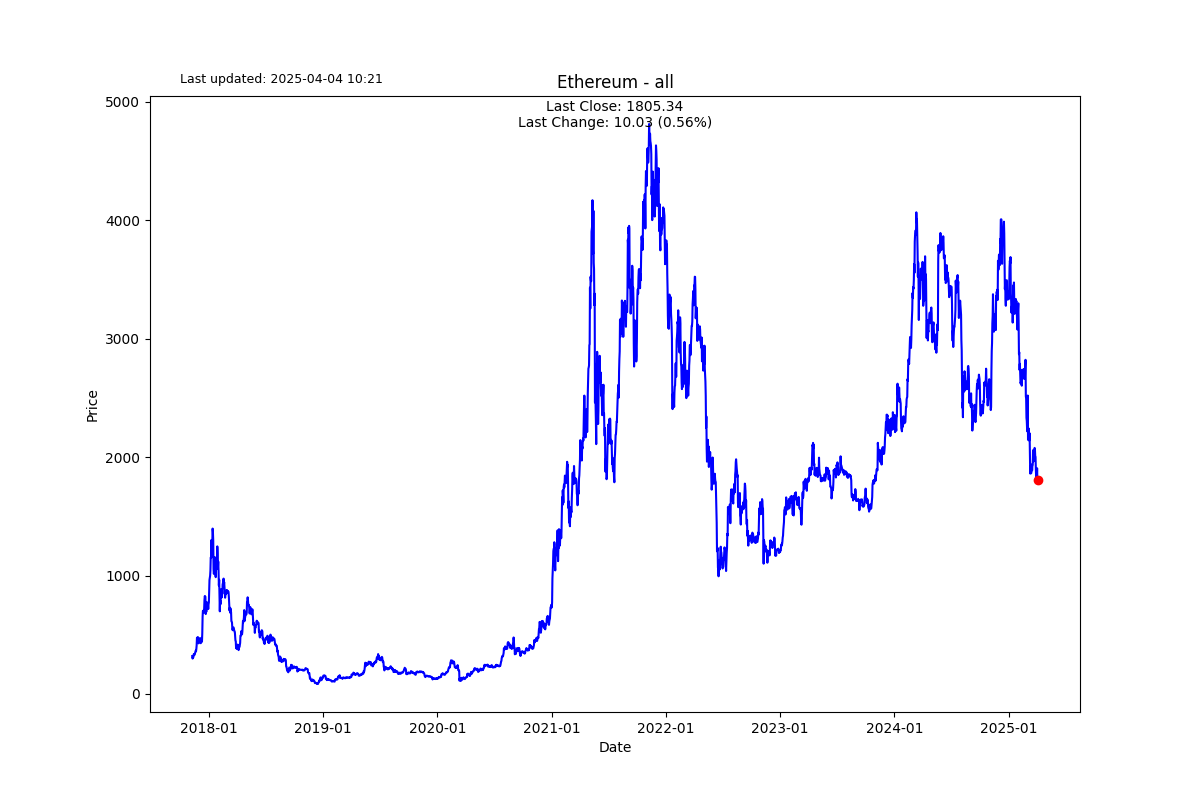 Last updated: 2025-04-04 10:21
Ethereum - all
Last Close: 1805.34
Last Change: 10.03 (0.56%)
5000
4000
3000
2000
1000
0
Price
2018-01 2019-01 2020-01 2021-01 2022-01 2023-01 2024-01 2025-01
Date